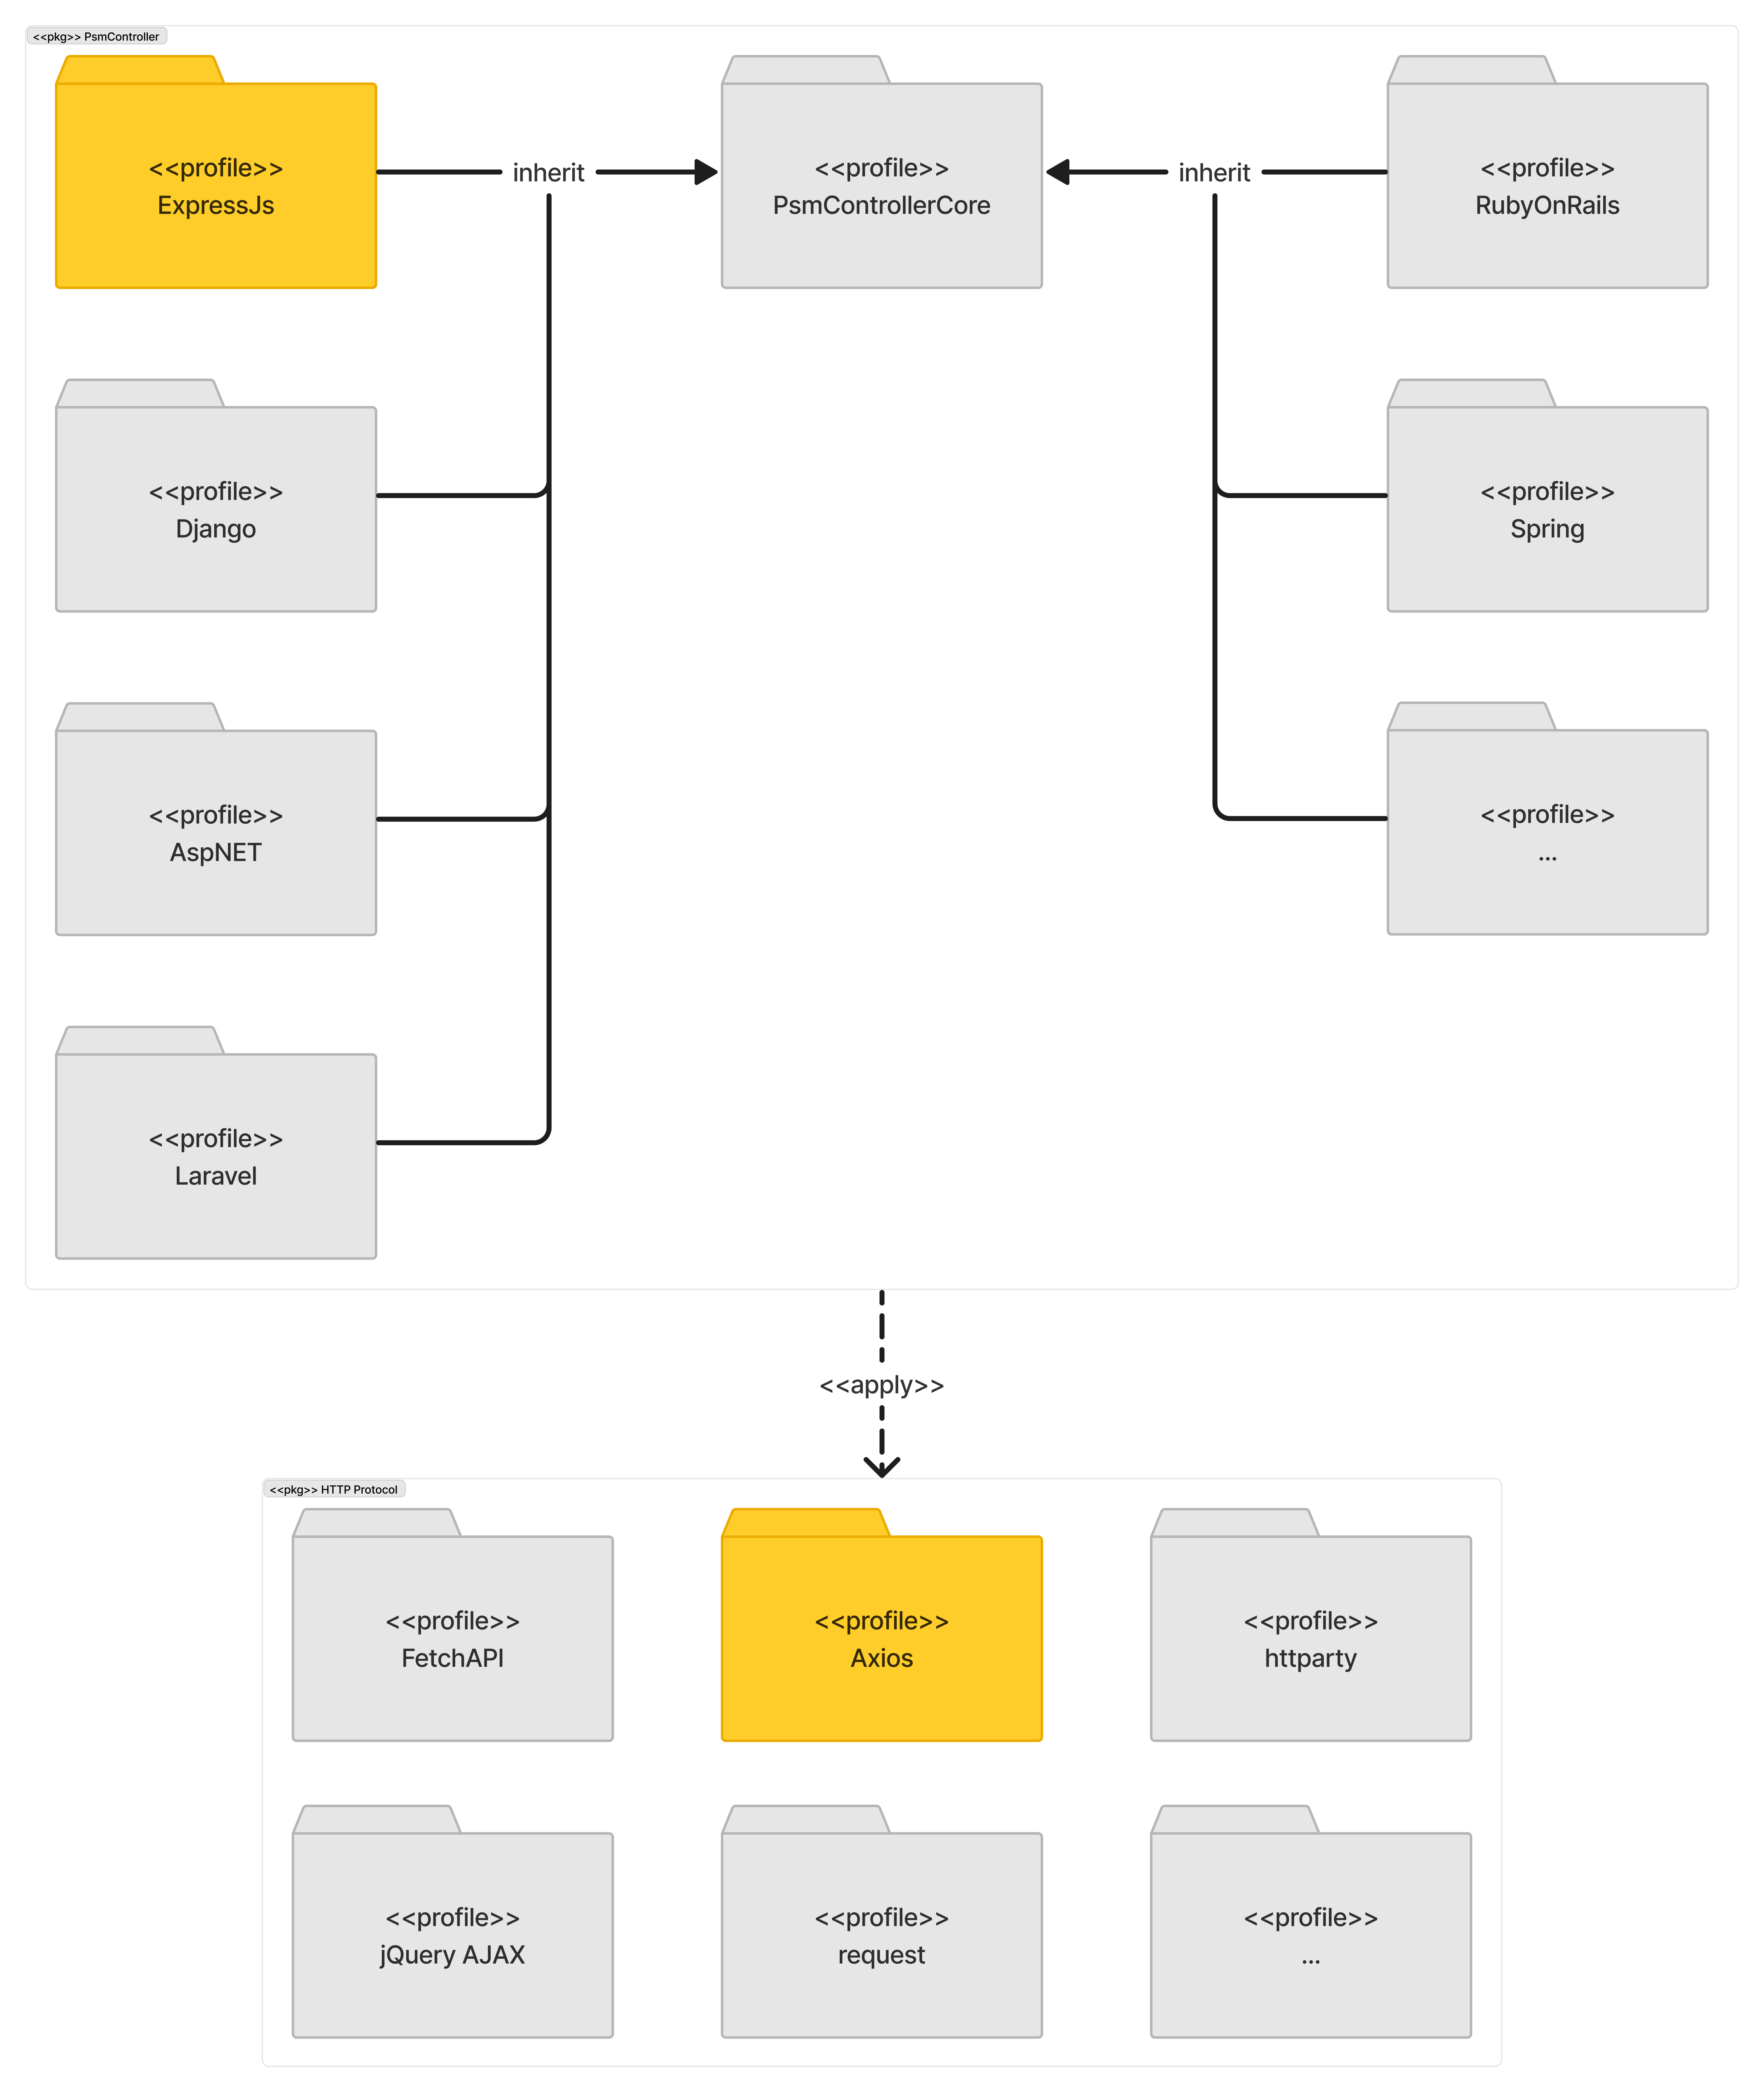 <<pkg>> PsmController
<<profile>>
ExpressJs
inherit
<<profile>>
PsmControllerCore
inherit
<<profile>>
RubyOnRails
<<profile>>
Django
<<profile>>
Spring
<<profile>>
AspNET
<<profile>>
...
<<profile>>
Laravel
<<apply>>
<<pkg>> HTTP Protocol
<<profile>>
FetchAPI
<<profile>>
Axios
<<profile>>
httparty
<<profile>>
jQuery AJAX
<<profile>>
request
<<profile>>
...